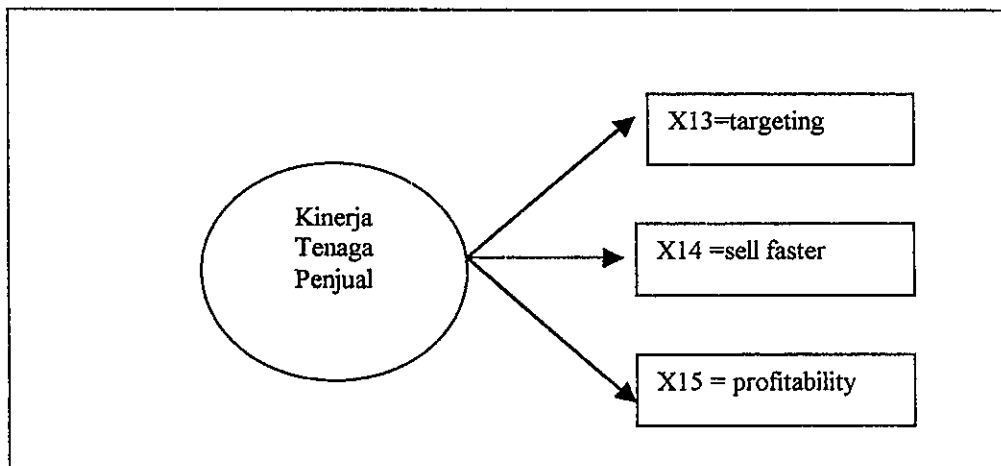 Kinerja
Tenaga
Penjual
X13=targeting
X14 =sell faster
X15 = profitability